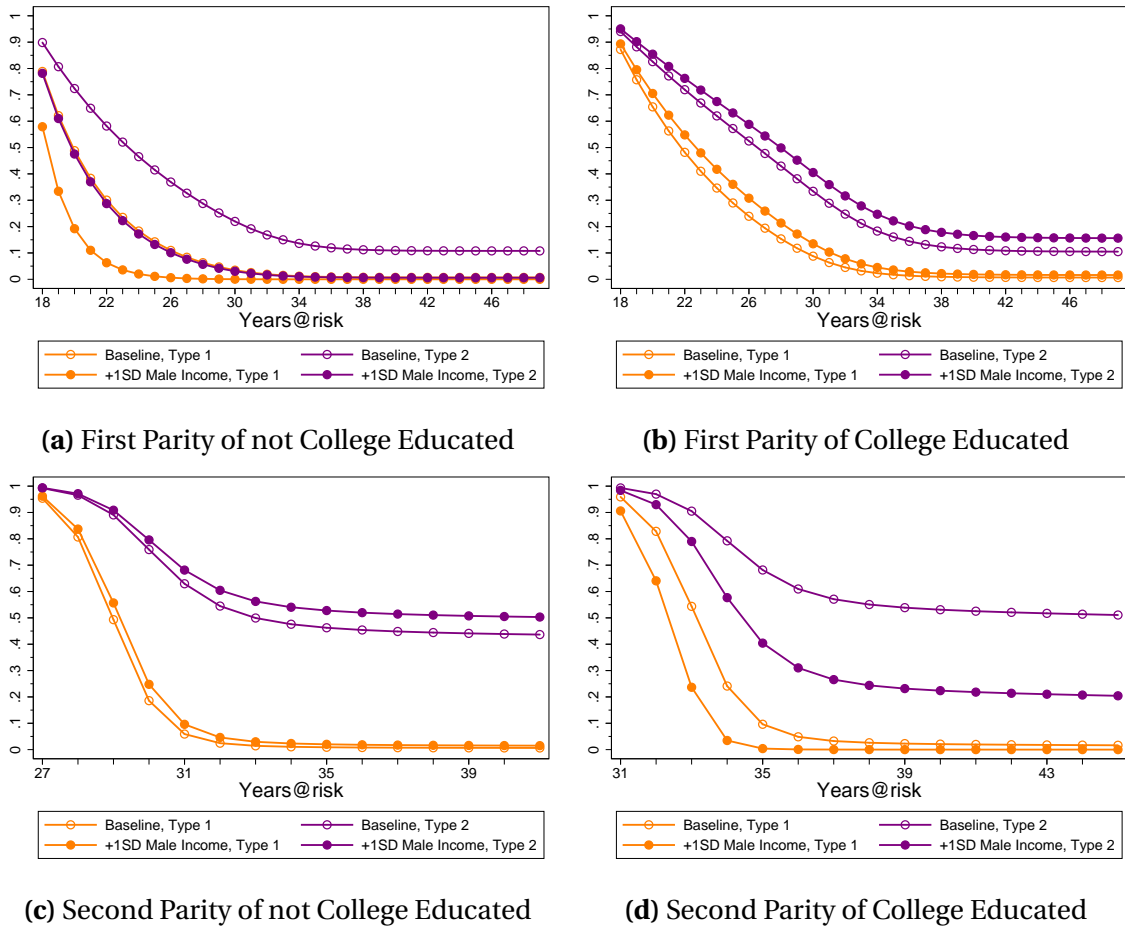 1
.9
.8
.7
.6
.5
.4
.3
.2
.1
0
18 22 26 30 34 38 42 46
Years@risk
Baseline, Type 1 Baseline, Type 2
+1SD Male Income, Type 1 +1SD Male Income, Type 2
(a) First Parity of not College Educated
1
.9
.8
.7
.6
.5
.4
.3
.2
.1
0
18 22 26 30 34 38 42 46
Years@risk
Baseline, Type 1 Baseline, Type 2
+1SD Male Income, Type 1 +1SD Male Income, Type 2
(b) First Parity of College Educated
1
.9
.8
.7
.6
.5
.4
.3
.2
.1
0
27 31 35 39
Years@risk
Baseline, Type 1 Baseline, Type 2
+1SD Male Income, Type 1 +1SD Male Income, Type 2
(c) Second Parity of not College Educated
1
.9
.8
.7
.6
.5
.4
.3
.2
.1
0
31 35 39 43
Years@risk
Baseline, Type 1 Baseline, Type 2
+1SD Male Income, Type 1 +1SD Male Income, Type 2
(d) Second Parity of College Educated